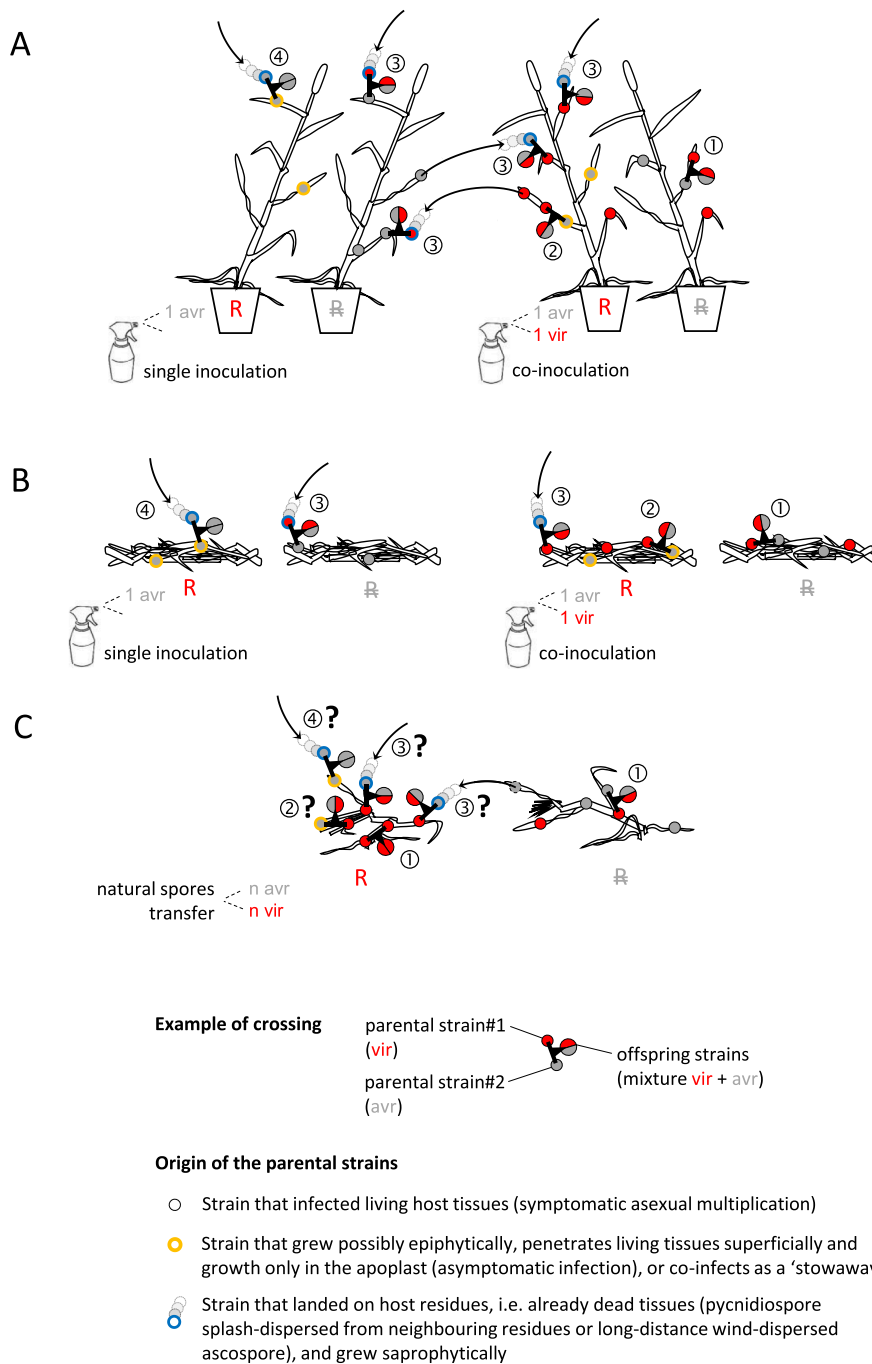 A
④
③
③
①
③
②
③
1 avr
R
R
1 avr
1 vir
R
R
single inoculation
co-inoculation
B
④
③
③
②
①
1 avr
R
R
1 avr
1 vir
R
R
single inoculation
co-inoculation
C
④?
③?
②?
③?
①
①
R
R
natural spores
transfer
n avr
n vir
Example of crossing
parental strain#1
(vir)
parental strain#2
(avr)
offspring strains
(mixture vir + avr)
Origin of the parental strains
Strain that infected living host tissues (symptomatic asexual multiplication)
Strain that grew possibly epiphytically, penetrates living tissues superficially and
growth only in the apoplast (asymptomatic infection), or co-infects as a ‘stowaway
Strain that landed on host residues, i.e. already dead tissues (pycnidiospore
splash-dispersed from neighbouring residues or long-distance wind-dispersed
ascospore), and grew saprophytically